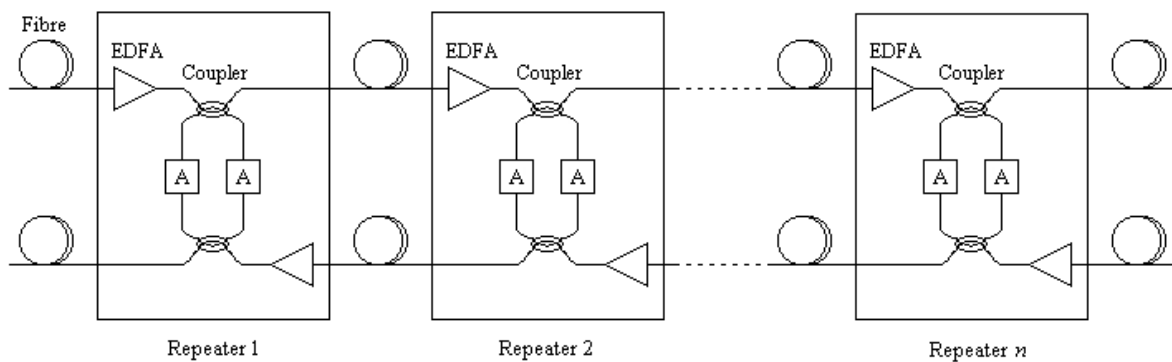 Fibre
EDFA
Coupler
A
A
Repeater 1
EDFA
Coupler
A
A
Repeater 2
EDFA
Coupler
A
A
Repeater n